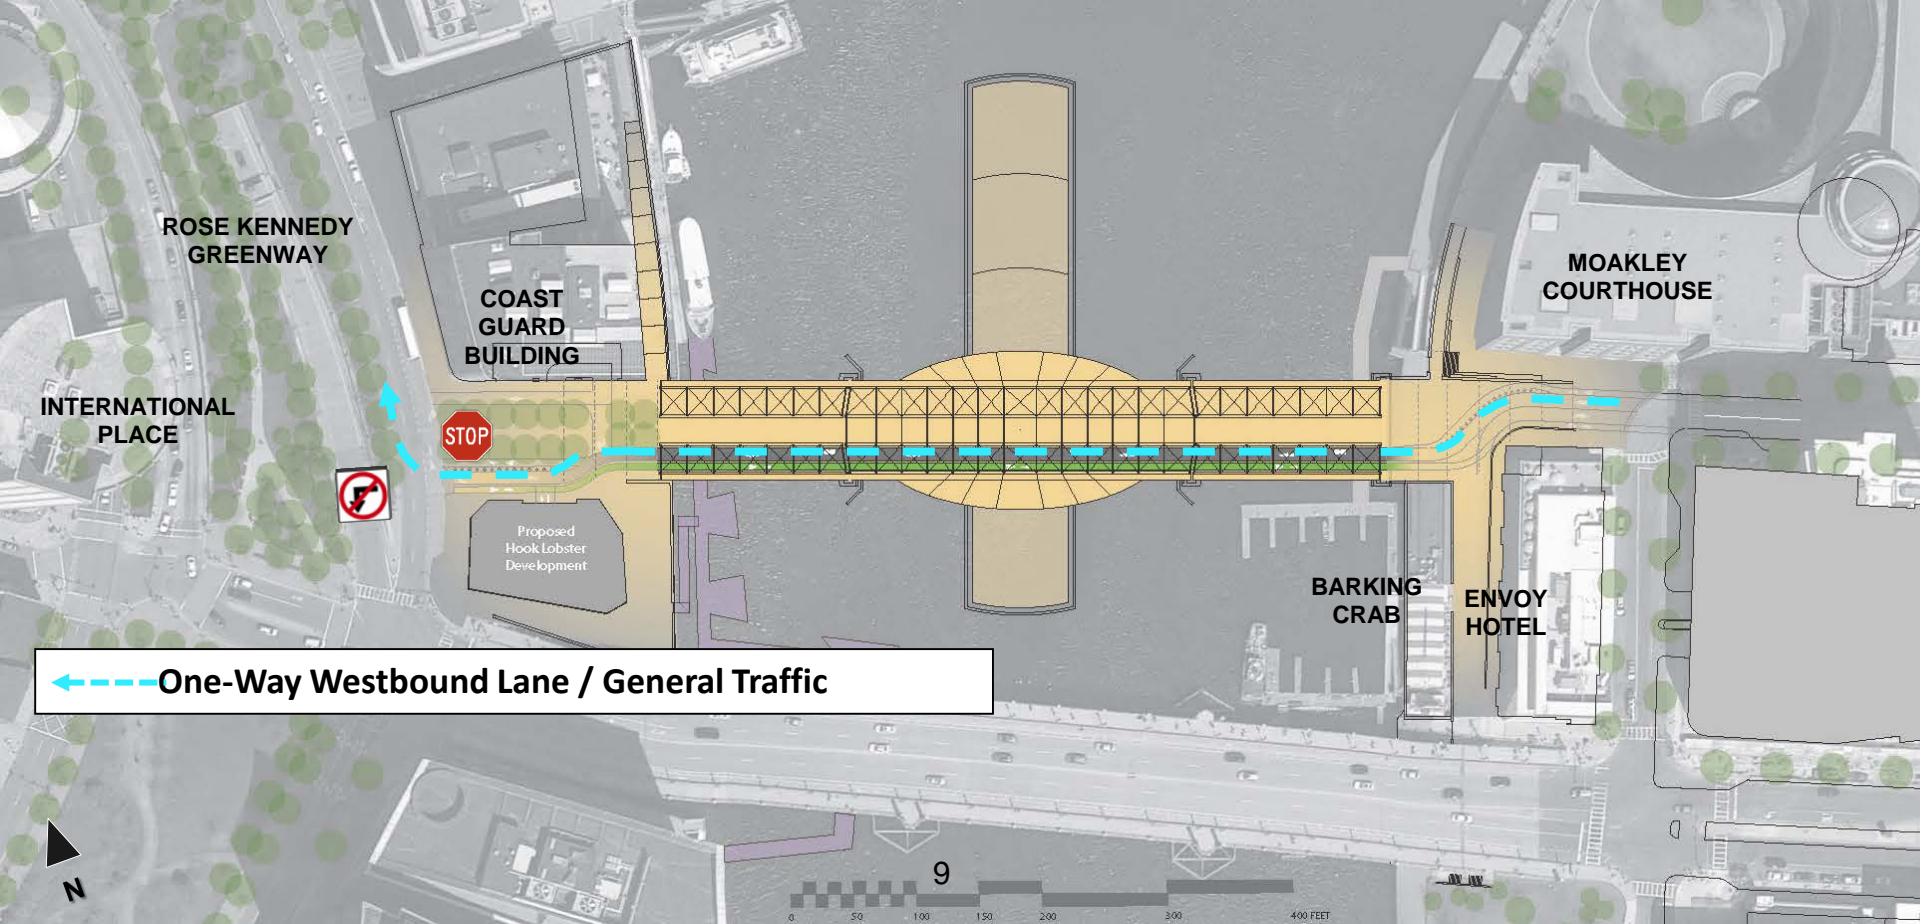 ROSE KENNEDY
GREENWAY
MOAKLEY
COURTHOUSE
COAST
GUARD
BUILDING
INTERNATIONAL
PLACE
STOP
Proposed
Hook Lobster
Development
BARKING
CRAB
ENVOY
HOTEL
One-Way Westbound Lane / General Traffic
N
9
0 50 100 150 200 300 400 FEET